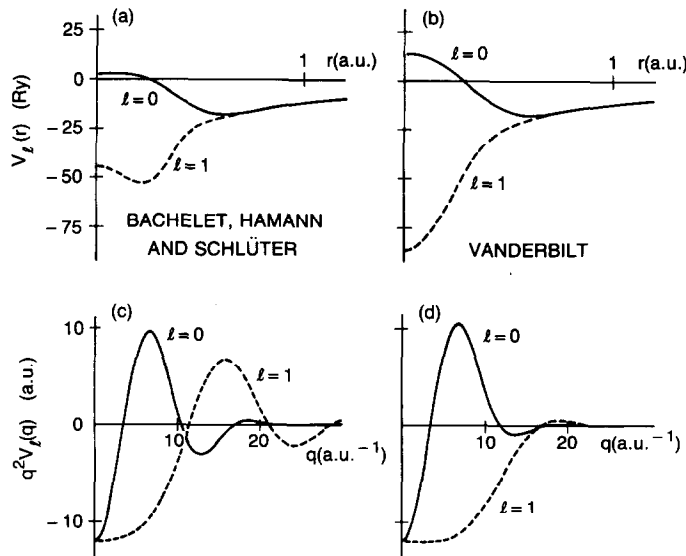 (a)
25
0
−25
−50
−75
V_ℓ(r) (Ry)
1 r(a.u.)
ℓ=0
ℓ=1
BACHELET, HAMANN
AND SCHLÜTER
(b)
1 r(a.u.)
ℓ=0
ℓ=1
VANDERBILT
(c)
10
0
−10
q²V_ℓ(q) (a.u.)
ℓ=0
ℓ=1
10 20 q(a.u.⁻¹)
(d)
ℓ=0
ℓ=1
10 20 q(a.u.⁻¹)